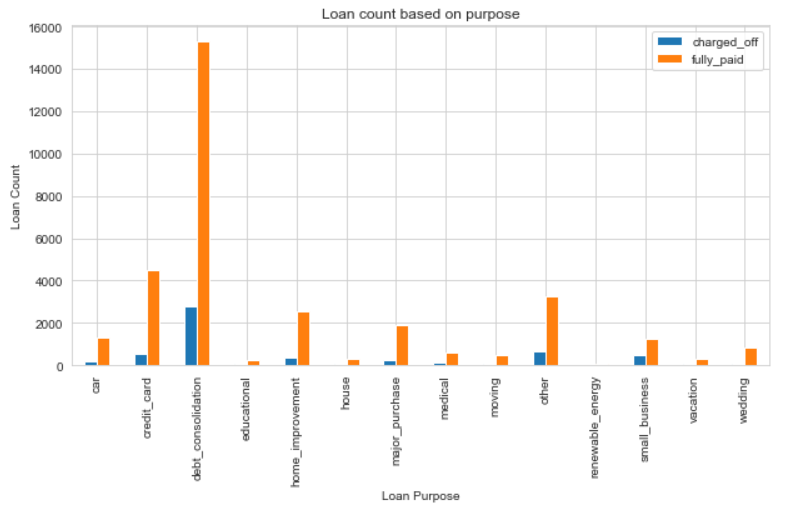 Loan count based on purpose
16000
14000
12000
10000
8000
6000
4000
2000
0
Loan Count
charged_off
fully_paid
car
credit_card
debt_consolidation
educational
home_improvement
house
major_purchase
medical
moving
other
renewable_energy
small_business
vacation
wedding
Loan Purpose